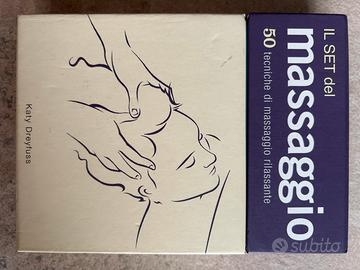 IL SET del
massaggio
50 tecniche di massaggio rilassante
Katy Dreyfuss
subito